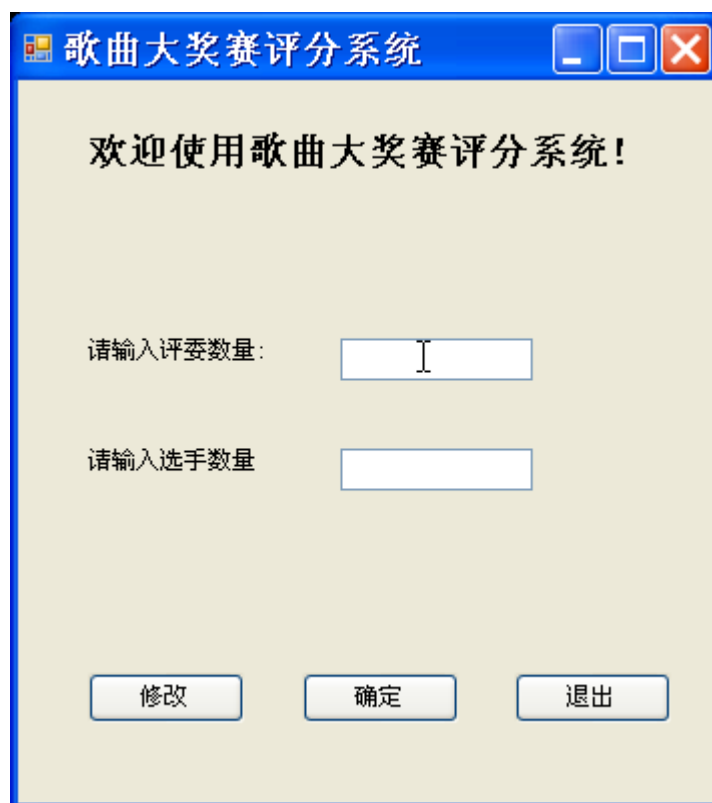 歌曲大奖赛评分系统
欢迎使用歌曲大奖赛评分系统!
请输入评委数量:
请输入选手数量
修改 确定 退出